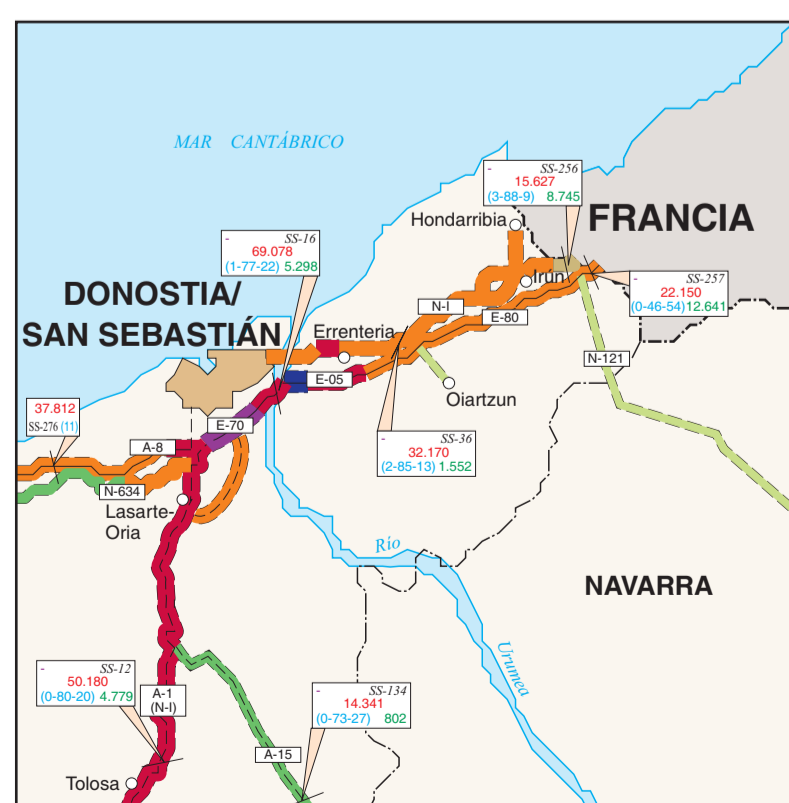 MAR CANTÁBRICO
- SS-256
15.627
(3-88-9) 8.745
Hondarribia
FRANCIA
- SS-16
69.078
(1-77-22) 5.298
Irún
- SS-257
22.150
(0-46-54)12.641
DONOSTIA/
SAN SEBASTIÁN
N-I
E-80
Errenteria
N-121
E-05
Oiartzun
37.812
SS-276 (11)
E-70
A-8
- SS-36
32.170
(2-85-13) 1.552
N-634
Lasarte-
Oria
Río
NAVARRA
Urumea
- SS-12
50.180
(0-80-20) 4.779
A-1
(N-I)
- SS-134
14.341
(0-73-27) 802
A-15
Tolosa